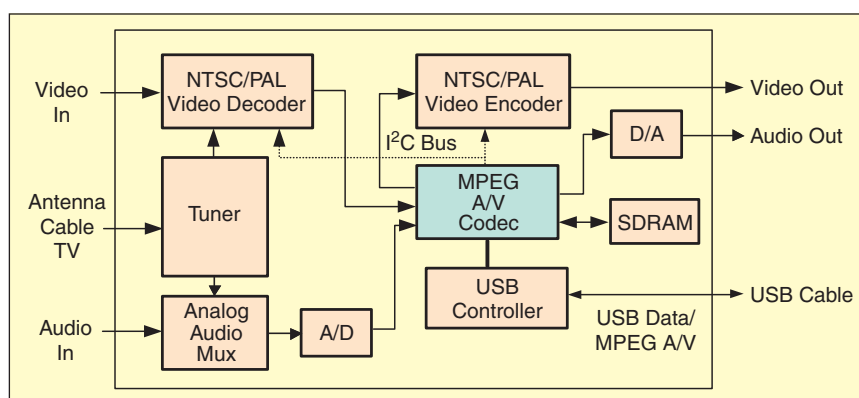 Video
In
NTSC/PAL
Video Decoder
NTSC/PAL
Video Encoder
Video Out
I²C Bus
D/A
Audio Out
Antenna
Cable
TV
Tuner
MPEG
A/V
Codec
SDRAM
Audio
In
Analog
Audio
Mux
A/D
USB
Controller
USB Data/
MPEG A/V
USB Cable